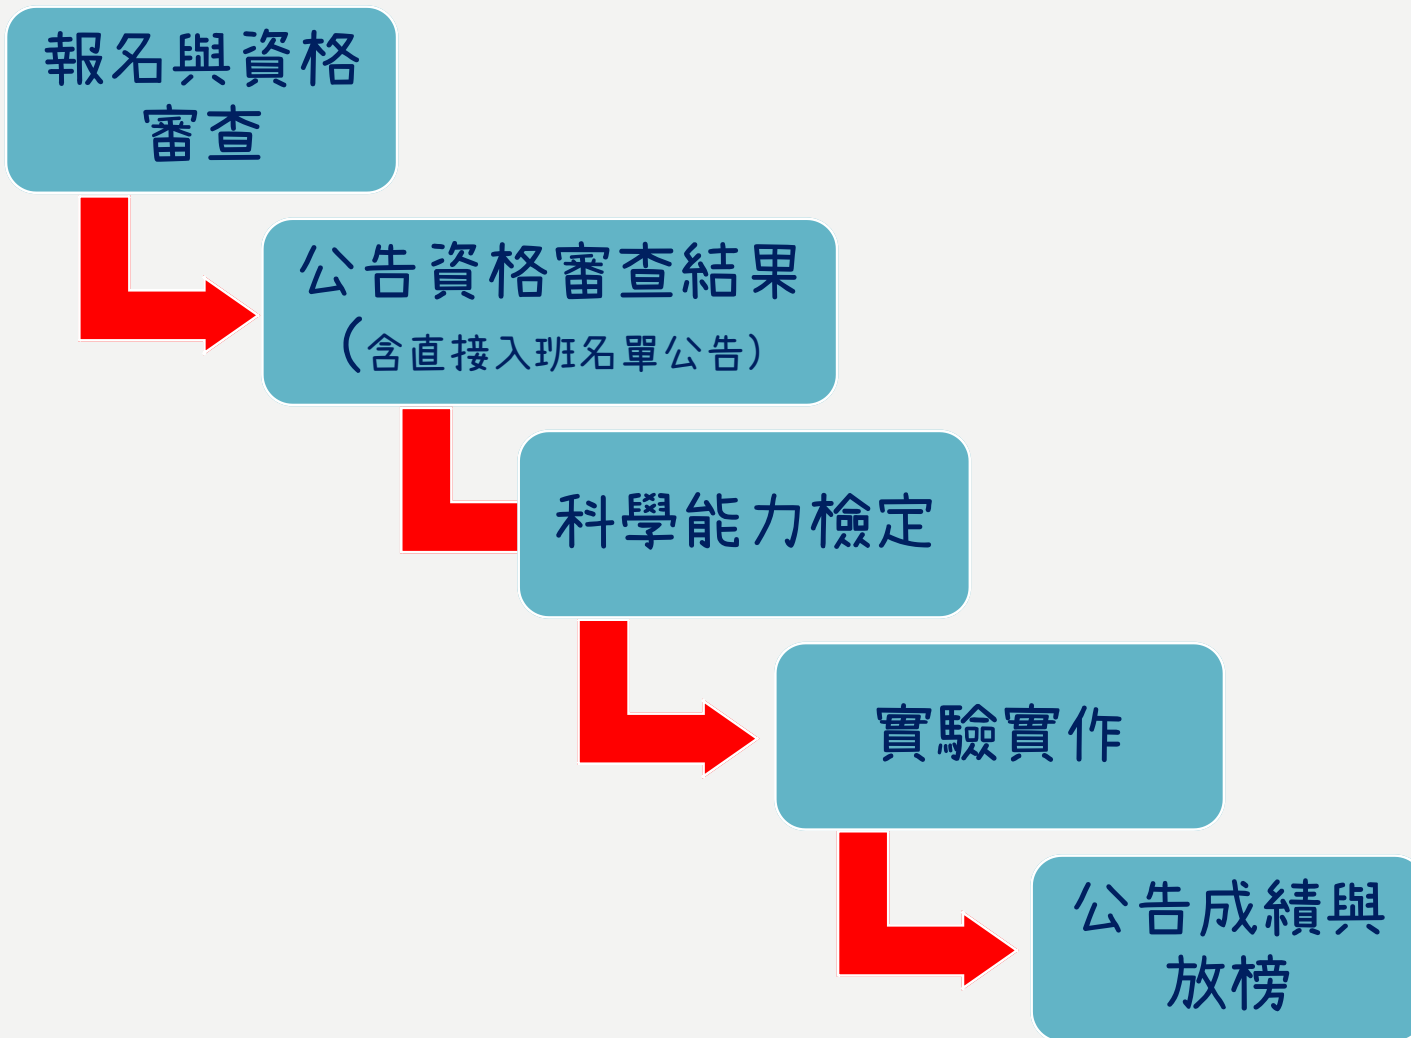 報名與資格
審查
公告資格審查結果
(含直接入班名單公告)
科學能力檢定
實驗實作
公告成績與
放榜